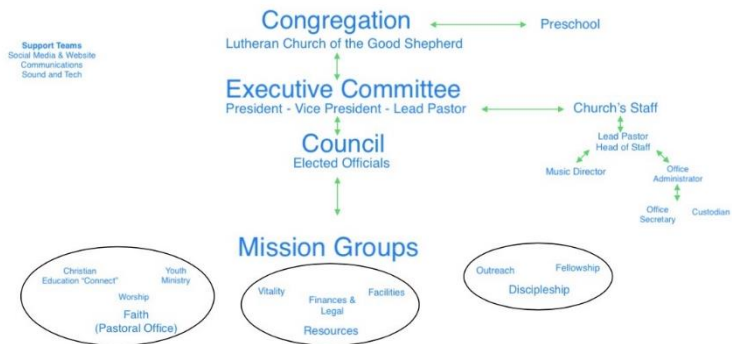 Congregation
Lutheran Church of the Good Shepherd
Preschool
Support Teams
Social Media & Website
Communications
Sound and Tech
Executive Committee
President - Vice President - Lead Pastor
Church's Staff
Council
Elected Officials
Lead Pastor
Head of Staff
Music Director
Office
Administrator
Office
Secretary
Custodian
Mission Groups
Christian
Education "Connect"
Youth
Ministry
Worship
Faith
(Pastoral Office)
Vitality
Facilities
Finances &
Legal
Resources
Outreach
Fellowship
Discipleship